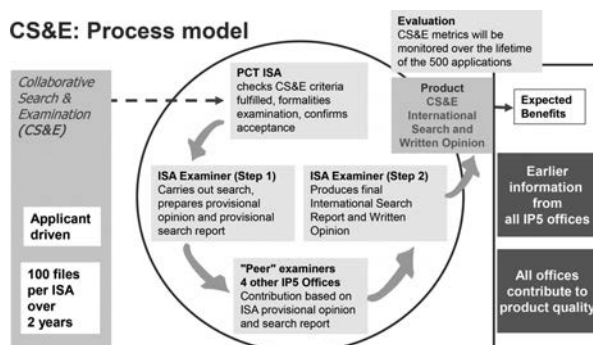 CS&E: Process model
Collaborative
Search &
Examination
(CS&E)
Applicant
driven
100 files
per ISA
over
2 years
PCT ISA
checks CS&E criteria
fulfilled, formalities
examination, confirms
acceptance
ISA Examiner (Step 1)
Carries out search,
prepares provisional
opinion and provisional
search report
"Peer" examiners
4 other IP5 Offices
Contribution based on
ISA provisional opinion
and search report
ISA Examiner (Step 2)
Produces final
International Search
Report and Written
Opinion
Evaluation
CS&E metrics will be
monitored over the lifetime
of the 500 applications
Product
CS&E
International
Search and
Written Opinion
Expected
Benefits
Earlier
information
from
all IP5 offices
All offices
contribute to
product quality